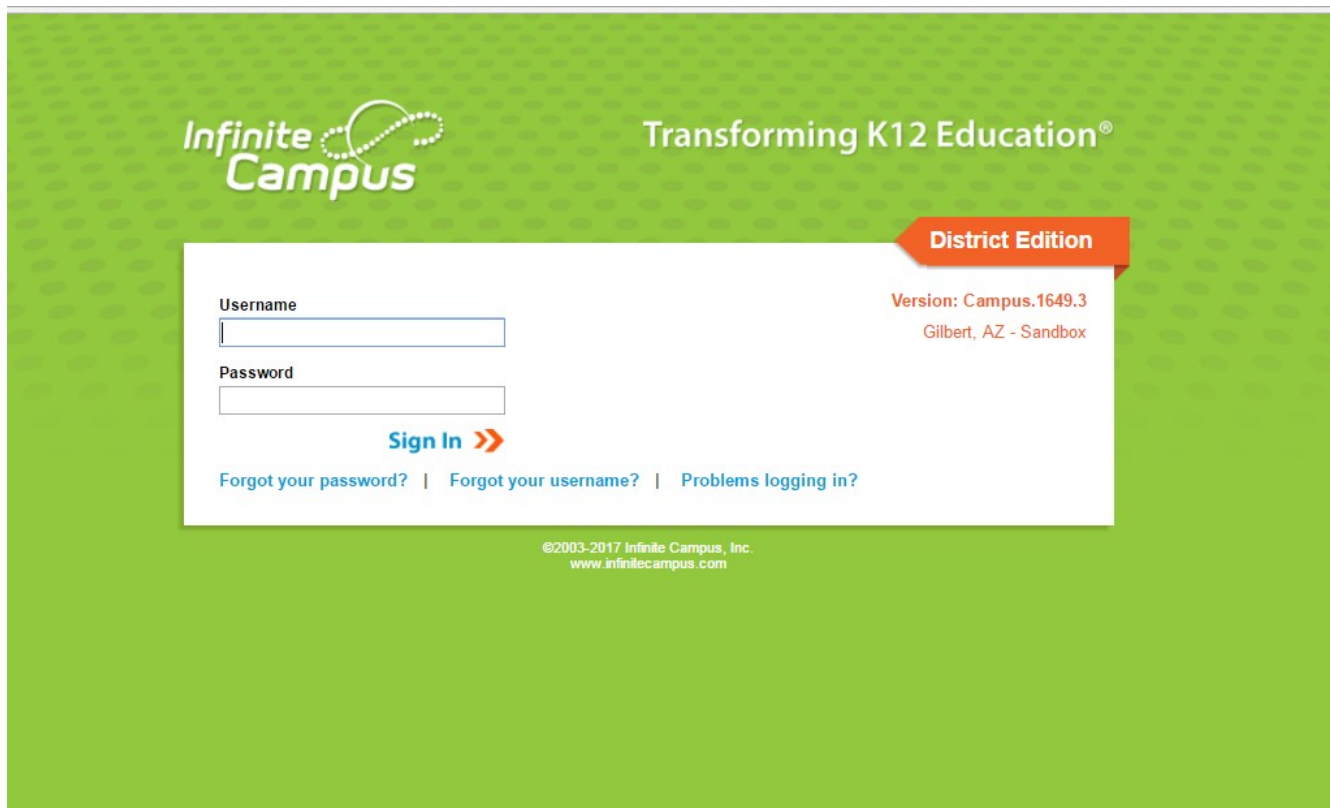 Infinite
Campus
Transforming K12 Education®
District Edition
Username
Version: Campus.1649.3
Gilbert, AZ - Sandbox
Password
Sign In
Forgot your password? | Forgot your username? | Problems logging in?
©2003-2017 Infinite Campus, Inc.
www.infinitecampus.com